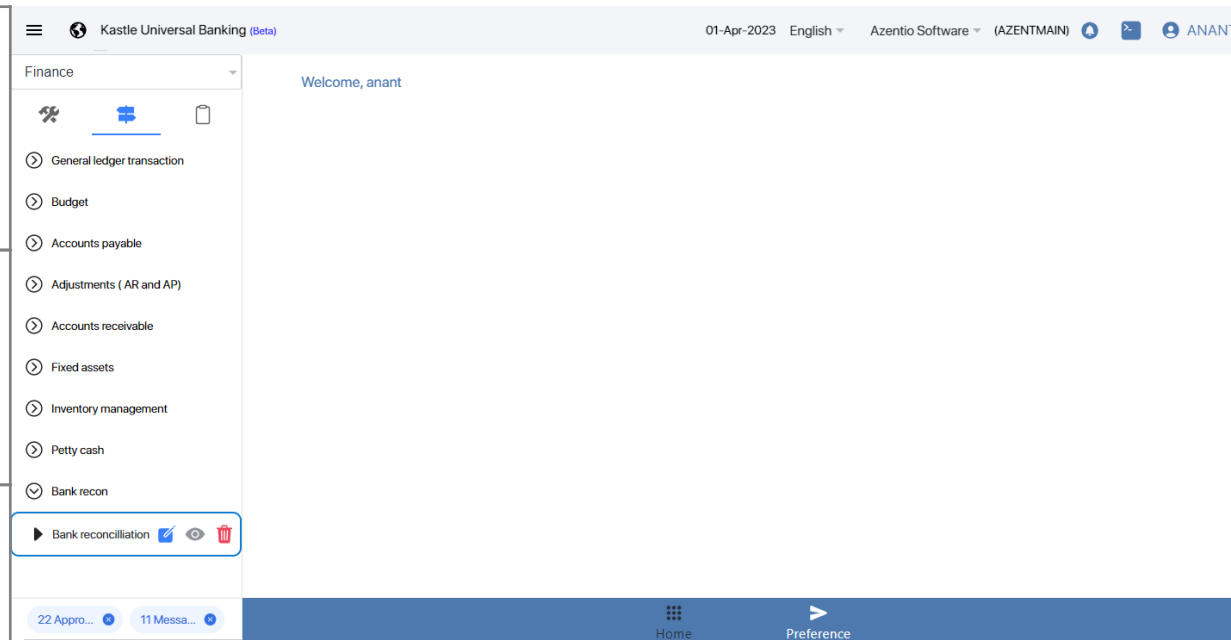 Kastle Universal Banking (Beta) 01-Apr-2023 English Azentio Software (AZENTMAIN) ANANT
Finance
Welcome, anant
General ledger transaction
Budget
Accounts payable
Adjustments ( AR and AP)
Accounts receivable
Fixed assets
Inventory management
Petty cash
Bank recon
Bank reconcilliation
22 Appro... 11 Messa... Home Preference